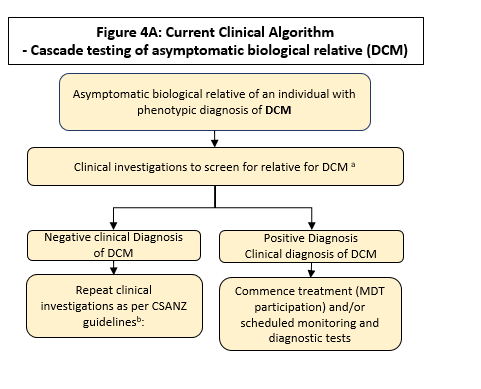 Figure 4A: Current Clinical Algorithm
- Cascade testing of asymptomatic biological relative (DCM)
Asymptomatic biological relative of an individual with
phenotypic diagnosis of DCM
Clinical investigations to screen for relative for DCM ᵃ
Negative clinical Diagnosis
of DCM
Positive Diagnosis
Clinical diagnosis of DCM
Repeat clinical
investigations as per CSANZ
guidelinesᵇ:
Commence treatment (MDT
participation) and/or
scheduled monitoring and
diagnostic tests